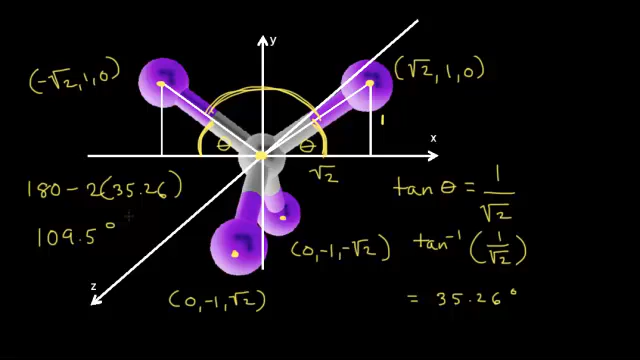 y
(-√2, 1, 0)
(√2, 1, 0)
1
θ
θ
x
√2
180 - 2(35.26)
tan θ = 1/√2
109.5°
(0, -1, -√2)
tan⁻¹ (1/√2)
z
(0, -1, √2)
= 35.26°